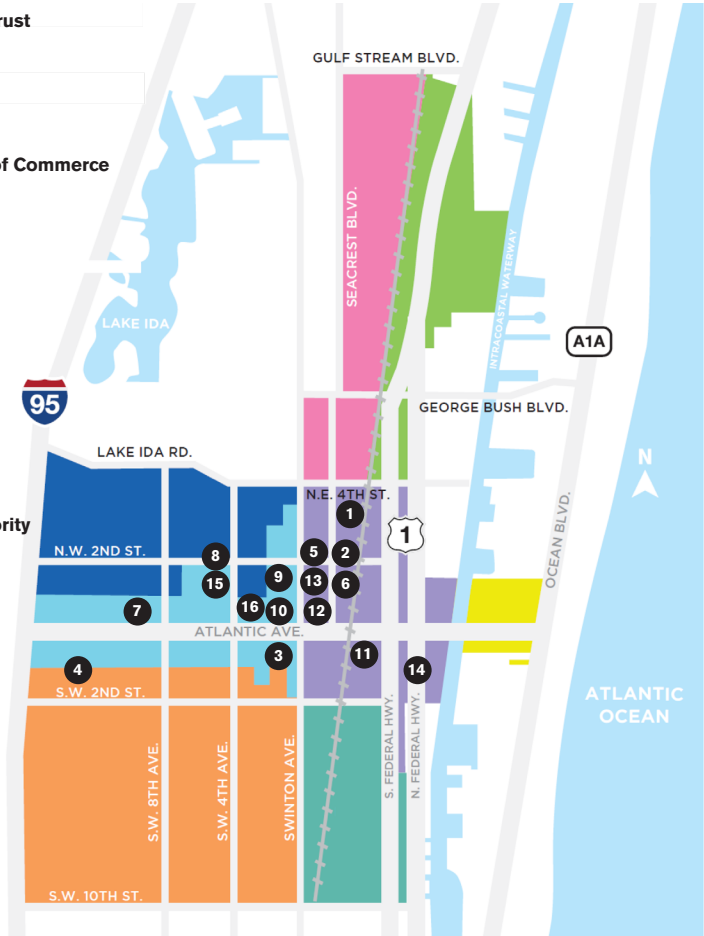 rust
GULF STREAM BLVD.
of Commerce
SEACREST BLVD.
INTRACOASTAL WATERWAY
LAKE IDA
A1A
95
GEORGE BUSH BLVD.
LAKE IDA RD.
N
N.E. 4TH ST.
1
ority
1
OCEAN BLVD.
N.W. 2ND ST.
8
5
2
15
9
13
6
7
16
10
12
ATLANTIC AVE.
4
3
11
14
S.W. 2ND ST.
ATLANTIC
OCEAN
S.W. 8TH AVE.
S.W. 4TH AVE.
SWINTON AVE.
S. FEDERAL HWY.
N. FEDERAL HWY.
S.W. 10TH ST.